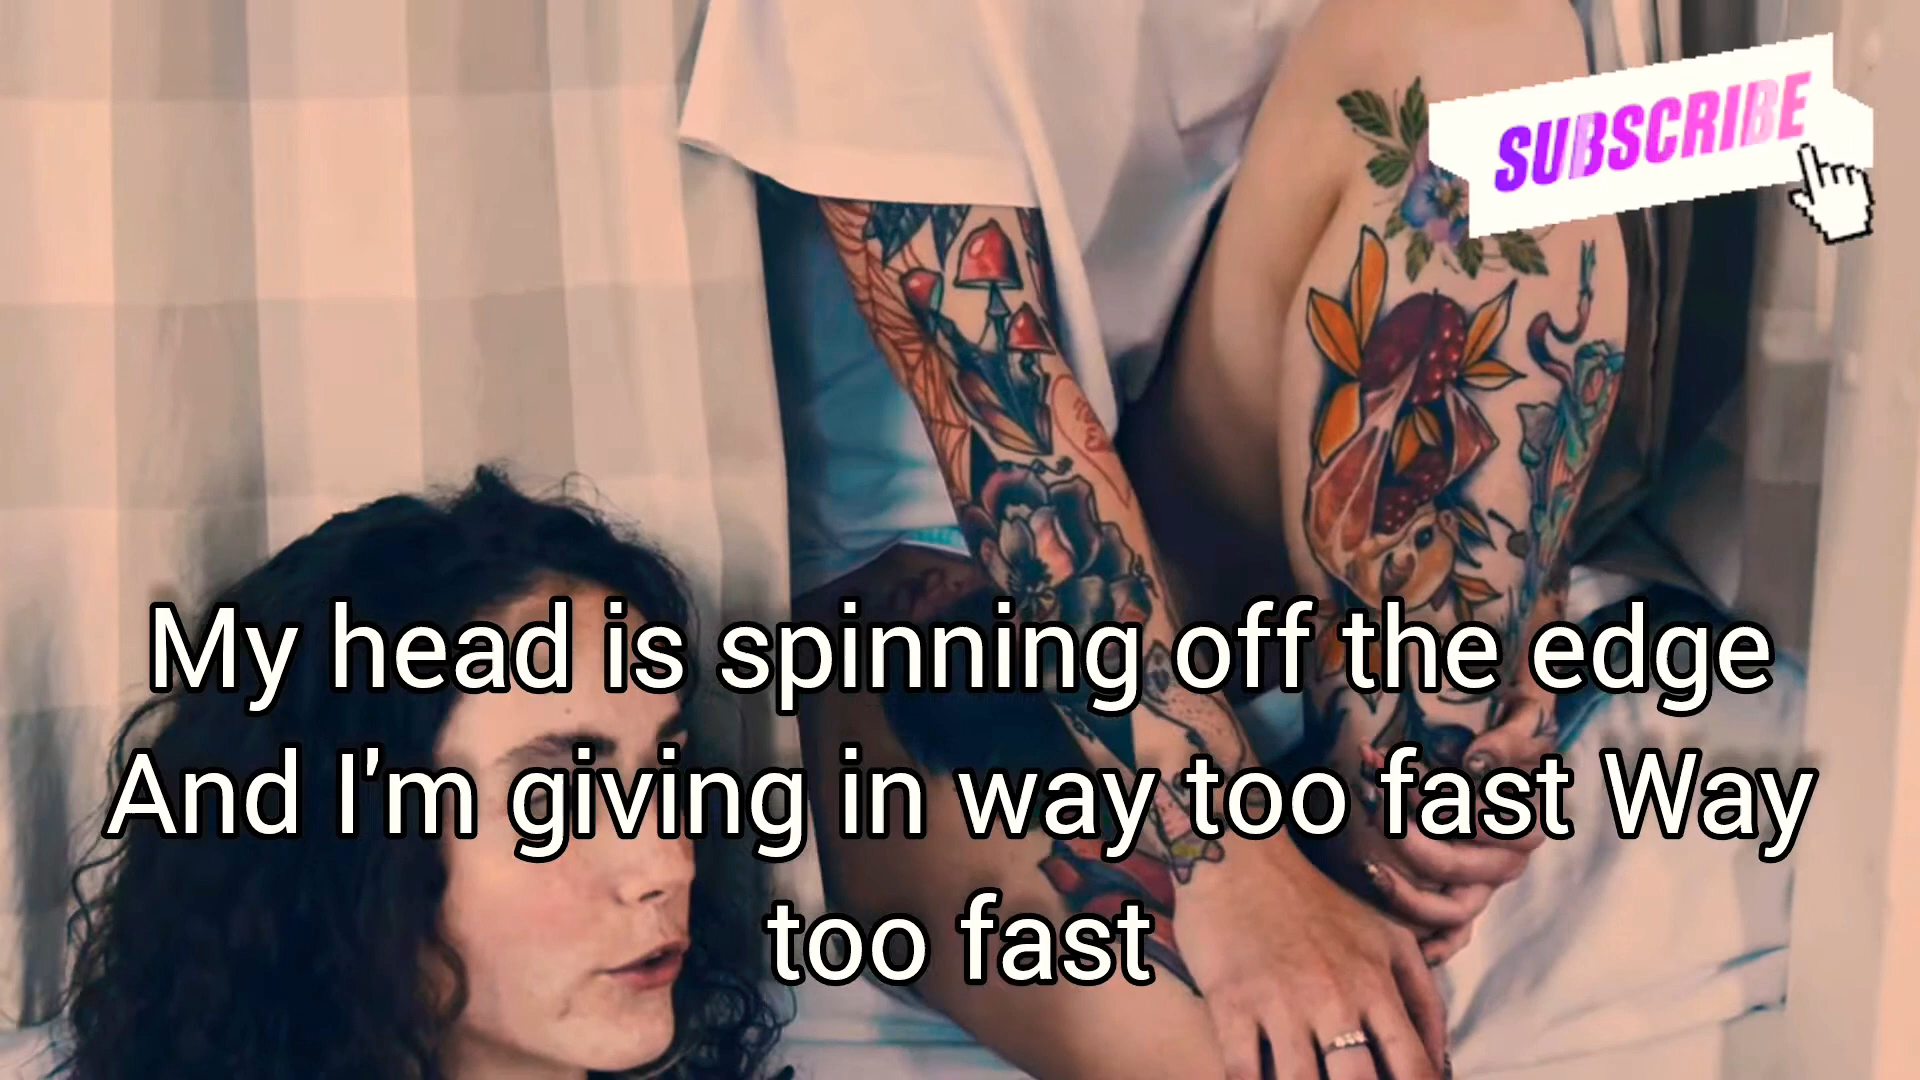 SUBSCRIBE
My head is spinning off the edge
And I'm giving in way too fast Way
too fast